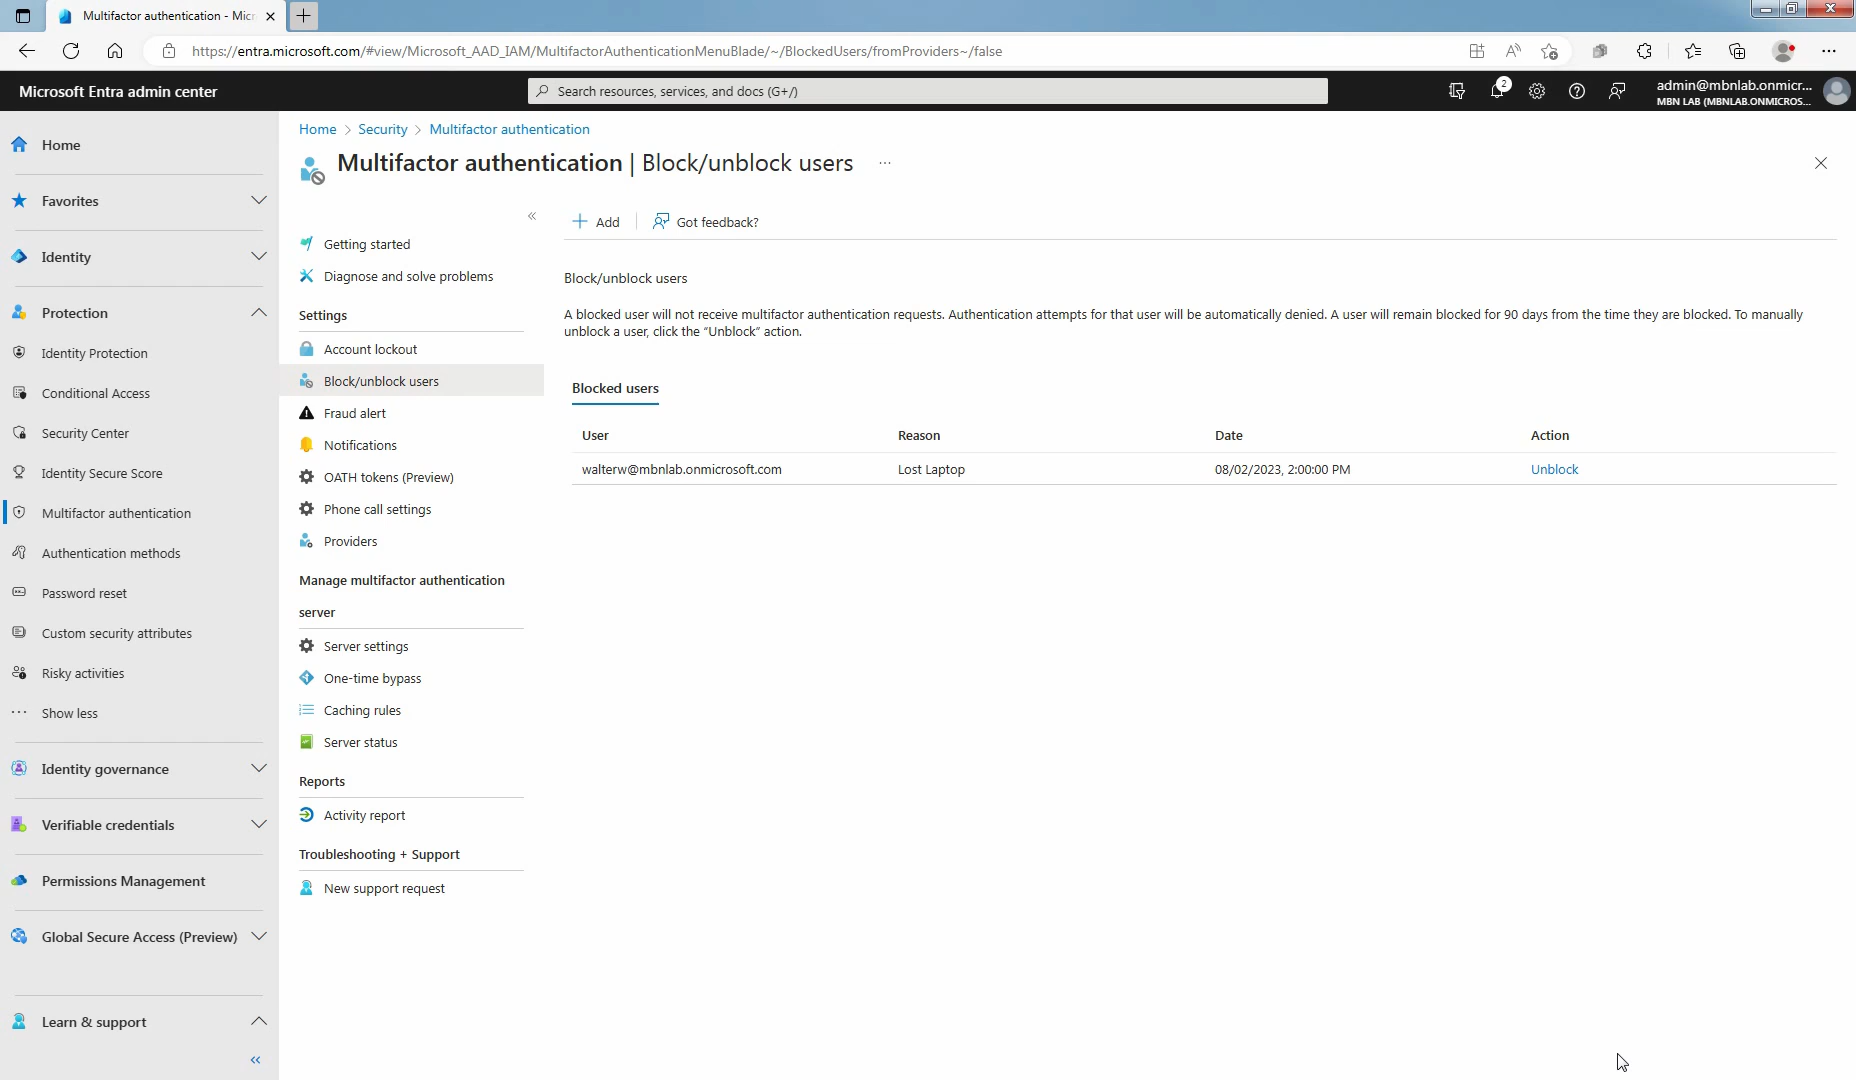 Multifactor authentication - Micr
https://entra.microsoft.com/#view/Microsoft_AAD_IAM/MultifactorAuthenticationMenuBlade/~/BlockedUsers/fromProviders~/false
Microsoft Entra admin center
Search resources, services, and docs (G+/)
2
admin@mbnlab.onmicr...
MBN LAB (MBNLAB.ONMICROS...
Home
Favorites
Identity
Protection
Identity Protection
Conditional Access
Security Center
Identity Secure Score
Multifactor authentication
Authentication methods
Password reset
Custom security attributes
Risky activities
Show less
Identity governance
Verifiable credentials
Permissions Management
Global Secure Access (Preview)
Learn & support
Home > Security > Multifactor authentication
Multifactor authentication | Block/unblock users ...
Getting started
Diagnose and solve problems
Settings
Account lockout
Block/unblock users
Fraud alert
Notifications
OATH tokens (Preview)
Phone call settings
Providers
Manage multifactor authentication
server
Server settings
One-time bypass
Caching rules
Server status
Reports
Activity report
Troubleshooting + Support
New support request
Add Got feedback?
Block/unblock users
A blocked user will not receive multifactor authentication requests. Authentication attempts for that user will be automatically denied. A user will remain blocked for 90 days from the time they are blocked. To manually
unblock a user, click the “Unblock” action.
Blocked users
User Reason Date Action
walterw@mbnlab.onmicrosoft.com Lost Laptop 08/02/2023, 2:00:00 PM Unblock